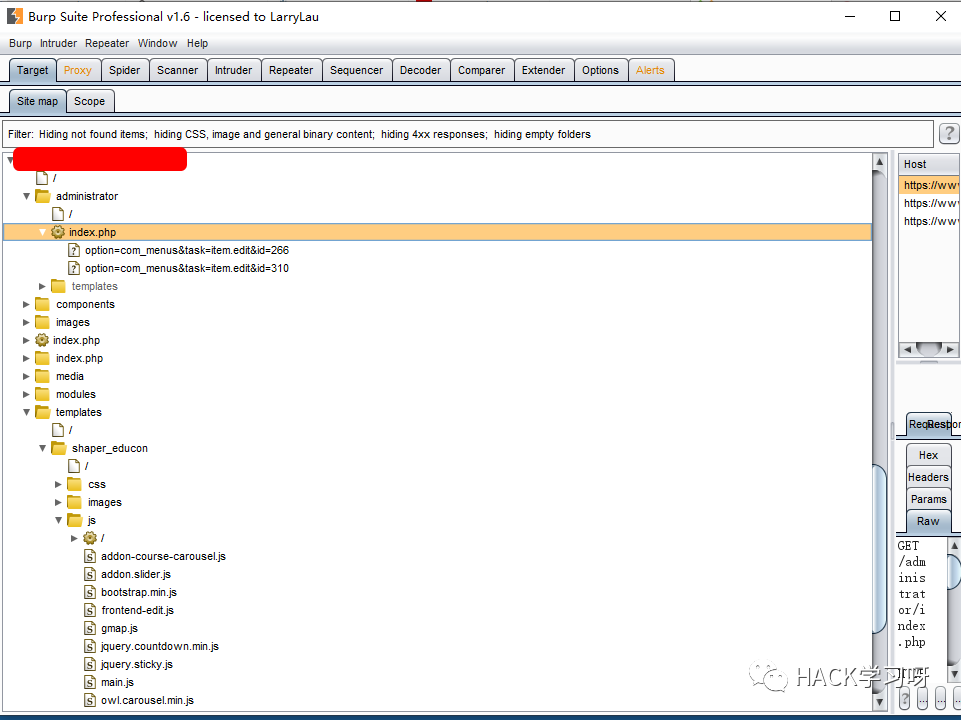 Burp Suite Professional v1.6 - licensed to LarryLau
Burp Intruder Repeater Window Help
Target Proxy Spider Scanner Intruder Repeater Sequencer Decoder Comparer Extender Options Alerts
Site map Scope
Filter: Hiding not found items; hiding CSS, image and general binary content; hiding 4xx responses; hiding empty folders
?
/
administrator
/
index.php
option=com_menus&task=item.edit&id=266
option=com_menus&task=item.edit&id=310
templates
components
images
index.php
index.php
media
modules
templates
/
shaper_educon
/
css
images
js
/
addon-course-carousel.js
addon.slider.js
bootstrap.min.js
frontend-edit.js
gmap.js
jquery.countdown.min.js
jquery.sticky.js
main.js
owl.carousel.min.js
Host
https://www
https://www
https://www
Hex
Headers
Params
Raw
GET
/adm
inis
trat
or/i
ndex
.php
HACK学习呀
? ... ...